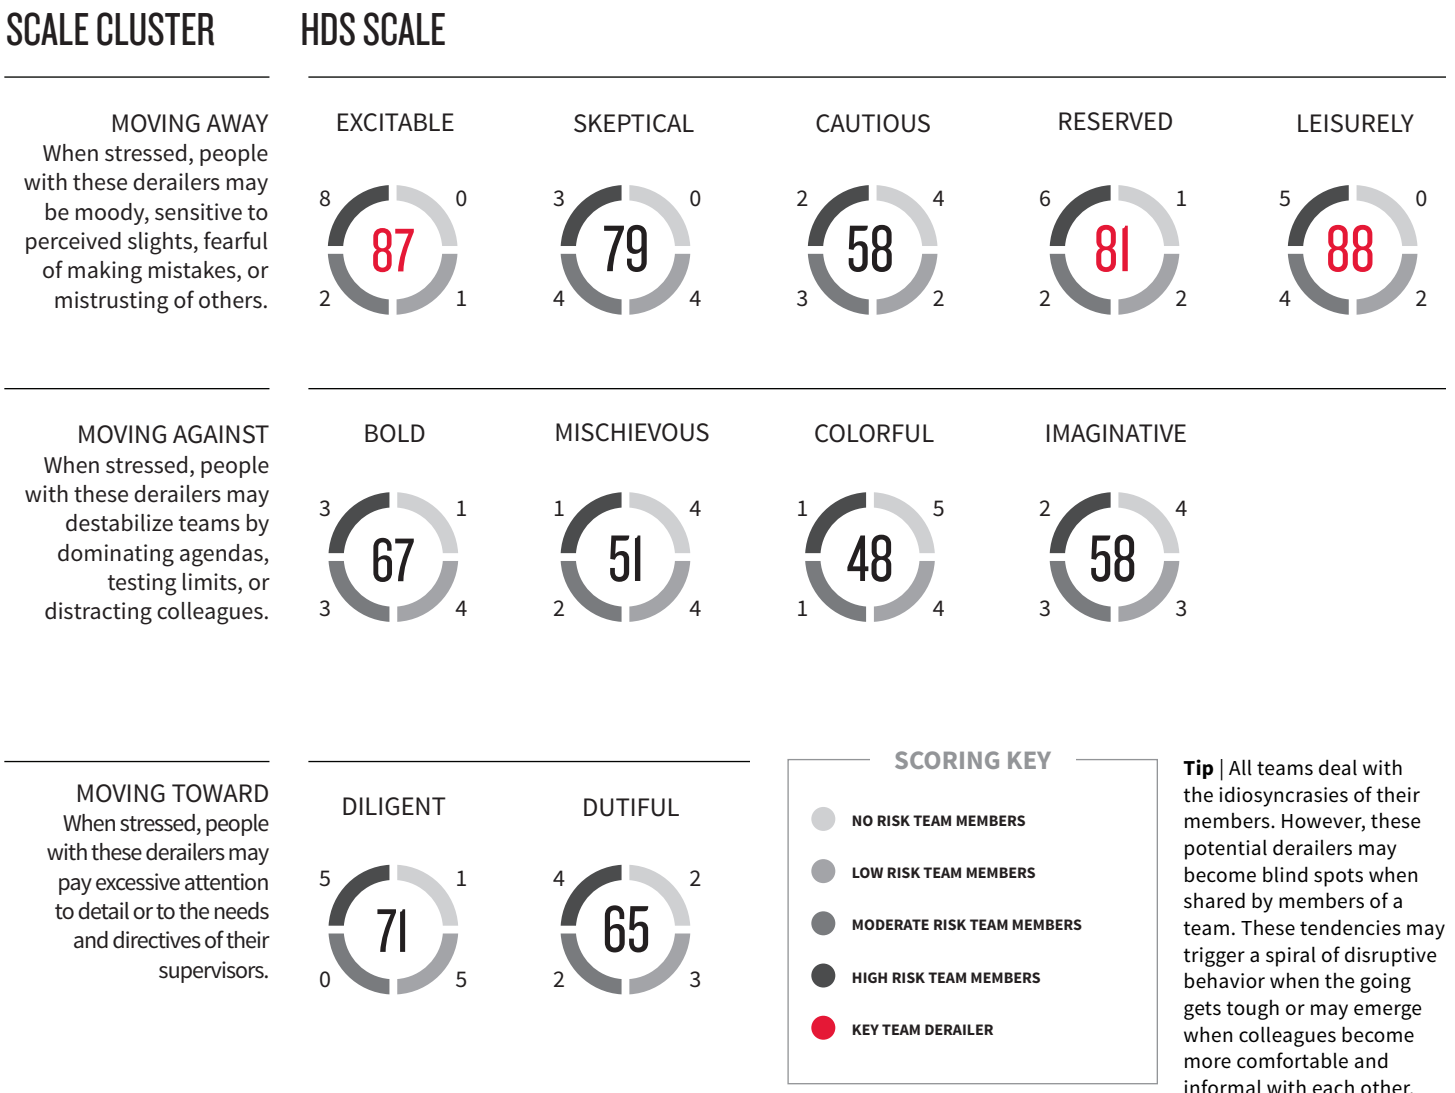 SCALE CLUSTER
HDS SCALE
MOVING AWAY
When stressed, people
with these derailers may
be moody, sensitive to
perceived slights, fearful
of making mistakes, or
mistrusting of others.
EXCITABLE
8
0
87
2
1
SKEPTICAL
3
0
79
4
4
CAUTIOUS
2
4
58
3
2
RESERVED
6
1
81
2
2
LEISURELY
5
0
88
4
2
MOVING AGAINST
When stressed, people
with these derailers may
destabilize teams by
dominating agendas,
testing limits, or
distracting colleagues.
BOLD
3
1
67
3
4
MISCHIEVOUS
1
4
51
2
4
COLORFUL
1
5
48
1
4
IMAGINATIVE
2
4
58
3
3
MOVING TOWARD
When stressed, people
with these derailers may
pay excessive attention
to detail or to the needs
and directives of their
supervisors.
DILIGENT
5
1
71
0
5
DUTIFUL
4
2
65
2
3
SCORING KEY
NO RISK TEAM MEMBERS
LOW RISK TEAM MEMBERS
MODERATE RISK TEAM MEMBERS
HIGH RISK TEAM MEMBERS
KEY TEAM DERAILER
Tip | All teams deal with
the idiosyncrasies of their
members. However, these
potential derailers may
become blind spots when
shared by members of a
team. These tendencies may
trigger a spiral of disruptive
behavior when the going
gets tough or may emerge
when colleagues become
more comfortable and
informal with each other.